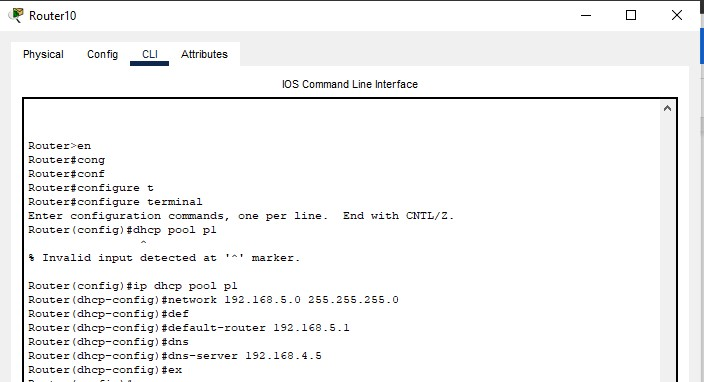 Router10
Physical Config CLI Attributes
IOS Command Line Interface
Router>en
Router#cong
Router#conf
Router#configure t
Router#configure terminal
Enter configuration commands, one per line.  End with CNTL/Z.
Router(config)#dhcp pool p1
^
% Invalid input detected at '^' marker.
Router(config)#ip dhcp pool p1
Router(dhcp-config)#network 192.168.5.0 255.255.255.0
Router(dhcp-config)#def
Router(dhcp-config)#default-router 192.168.5.1
Router(dhcp-config)#dns
Router(dhcp-config)#dns-server 192.168.4.5
Router(dhcp-config)#ex